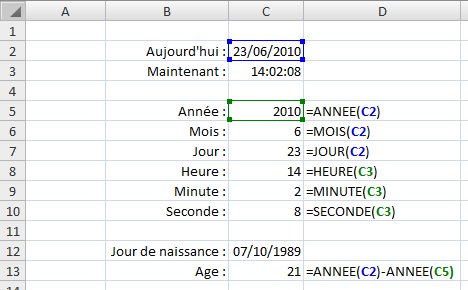 A B C D
1
2 Aujourd'hui : 23/06/2010
3 Maintenant : 14:02:08
4
5 Année : 2010 =ANNEE(C2)
6 Mois : 6 =MOIS(C2)
7 Jour : 23 =JOUR(C2)
8 Heure : 14 =HEURE(C3)
9 Minute : 2 =MINUTE(C3)
10 Seconde : 8 =SECONDE(C3)
11
12 Jour de naissance : 07/10/1989
13 Age : 21 =ANNEE(C2)-ANNEE(C5)